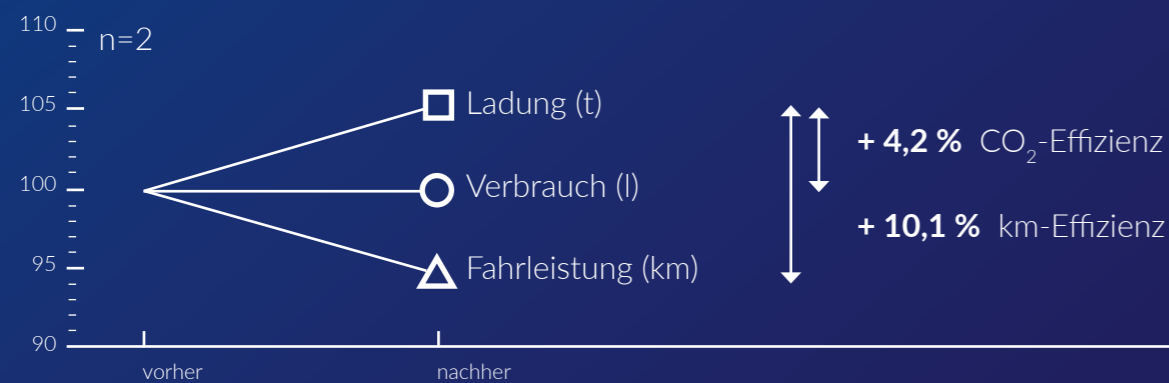 110
n=2
105
Ladung (t)
+ 4,2 % CO₂-Effizienz
100
Verbrauch (l)
+ 10,1 % km-Effizienz
95
Fahrleistung (km)
90
vorher
nachher